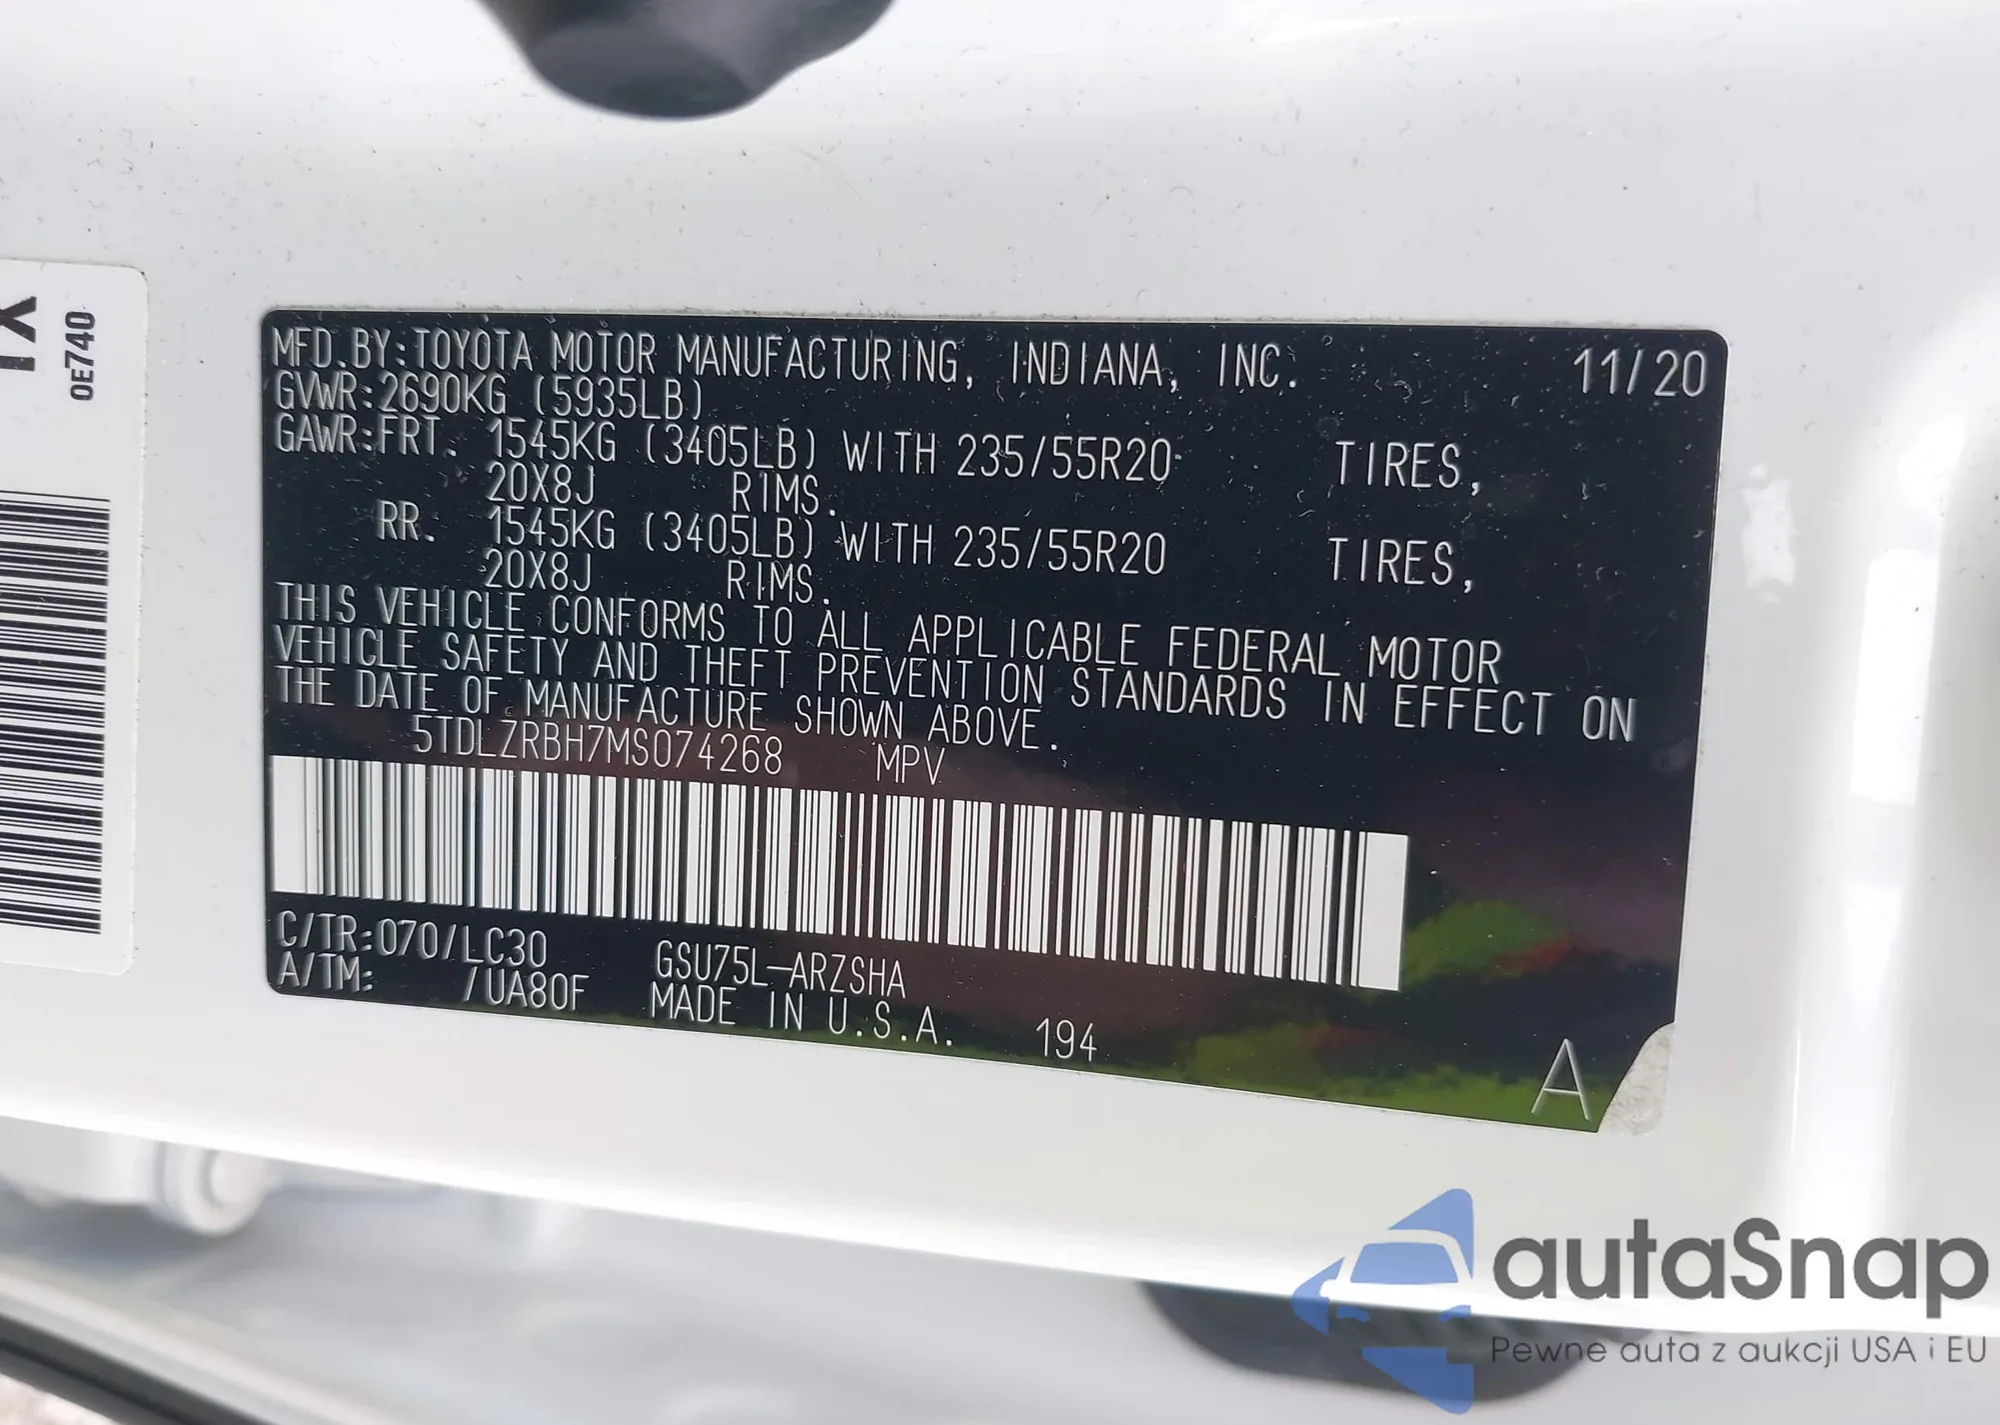 TX
0E740
MFD.BY:TOYOTA MOTOR MANUFACTURING, INDIANA, INC. 11/20
GVWR:2690KG (5935LB)
GAWR:FRT. 1545KG (3405LB) WITH 235/55R20 TIRES,
20X8J RIMS.
RR. 1545KG (3405LB) WITH 235/55R20 TIRES,
20X8J RIMS.
THIS VEHICLE CONFORMS TO ALL APPLICABLE FEDERAL MOTOR
VEHICLE SAFETY AND THEFT PREVENTION STANDARDS IN EFFECT ON
THE DATE OF MANUFACTURE SHOWN ABOVE.
5TDLZRBH7MS074268 MPV
C/TR:070/LC30 GSU75L-ARZSHA
A/TM: /UA80F MADE IN U.S.A. 194
A
autaSnap
Pewne auta z aukcji USA i EU